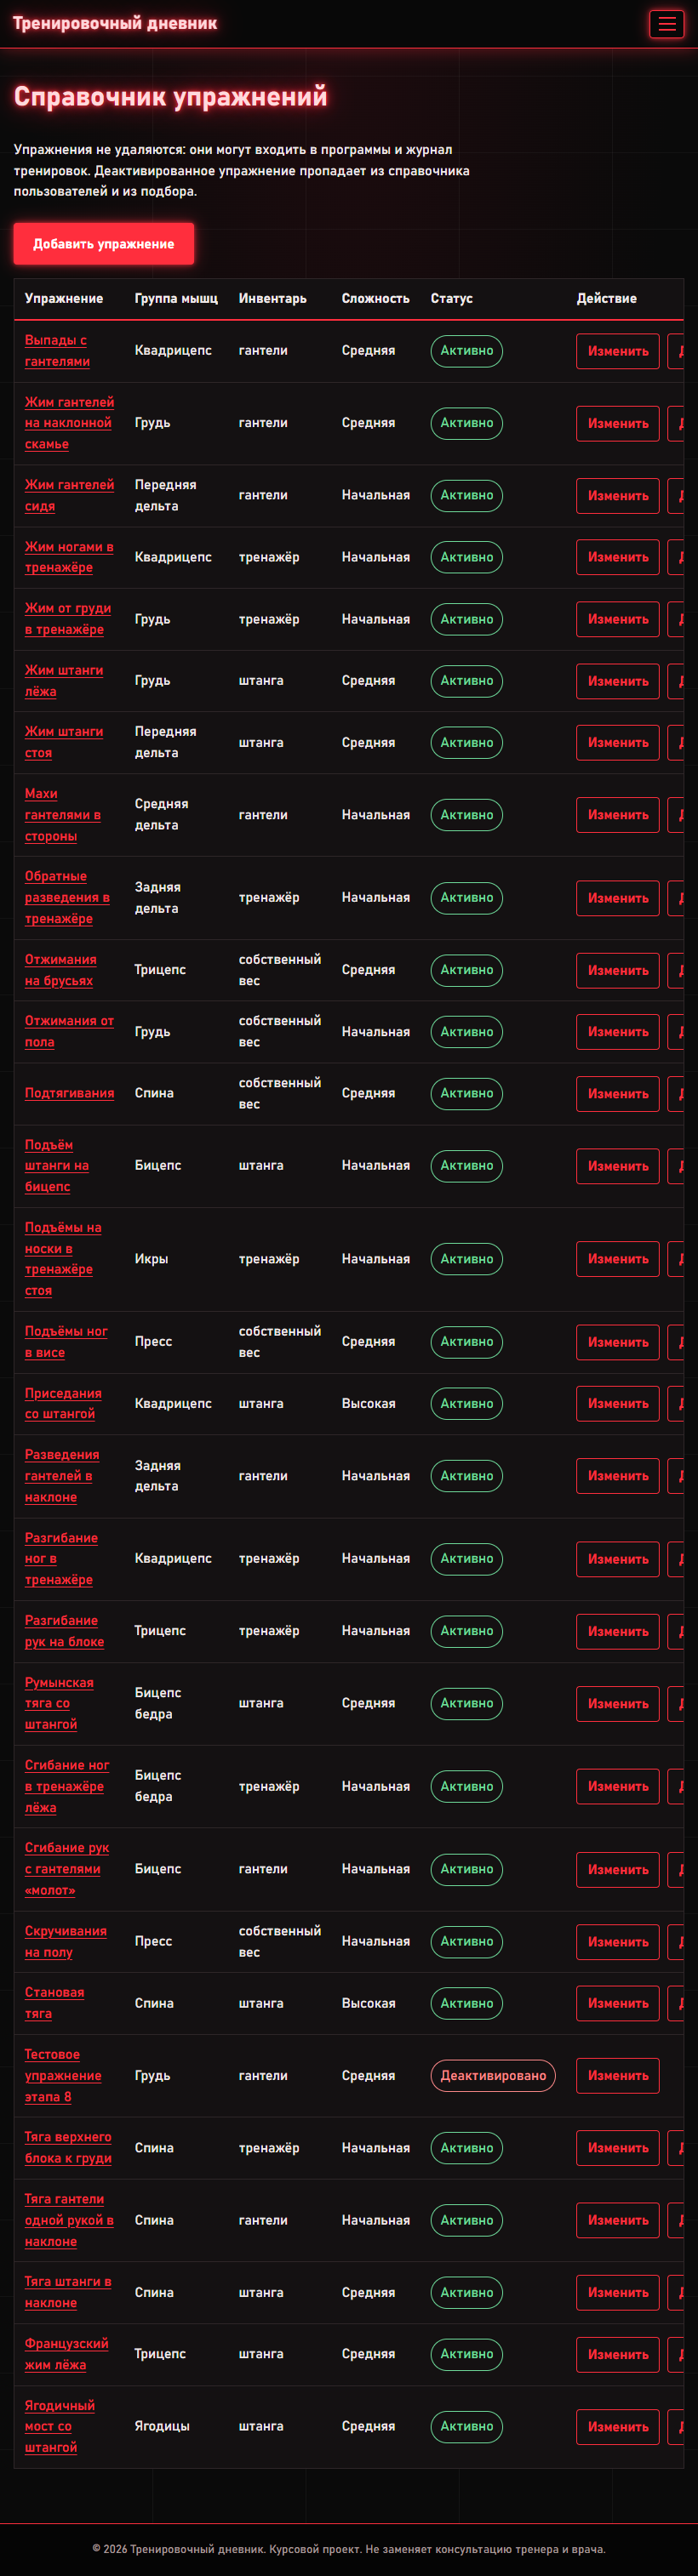 Тренировочный дневник
Справочник упражнений
Упражнения не удаляются: они могут входить в программы и журнал
тренировок. Деактивированное упражнение пропадает из справочника
пользователей и из подбора.
Добавить упражнение
Упражнение Группа мышц Инвентарь Сложность Статус Действие
Выпады с
гантелями Квадрицепс гантели Средняя Активно Изменить Д
Жим гантелей
на наклонной
скамье Грудь гантели Средняя Активно Изменить Д
Жим гантелей
сидя Передняя
дельта гантели Начальная Активно Изменить Д
Жим ногами в
тренажёре Квадрицепс тренажёр Начальная Активно Изменить Д
Жим от груди
в тренажёре Грудь тренажёр Начальная Активно Изменить Д
Жим штанги
лёжа Грудь штанга Средняя Активно Изменить Д
Жим штанги
стоя Передняя
дельта штанга Средняя Активно Изменить Д
Махи
гантелями в
стороны Средняя
дельта гантели Начальная Активно Изменить Д
Обратные
разведения в
тренажёре Задняя
дельта тренажёр Начальная Активно Изменить Д
Отжимания
на брусьях Трицепс собственный
вес Средняя Активно Изменить Д
Отжимания от
пола Грудь собственный
вес Начальная Активно Изменить Д
Подтягивания Спина собственный
вес Средняя Активно Изменить Д
Подъём
штанги на
бицепс Бицепс штанга Начальная Активно Изменить Д
Подъёмы на
носки в
тренажёре
стоя Икры тренажёр Начальная Активно Изменить Д
Подъёмы ног
в висе Пресс собственный
вес Средняя Активно Изменить Д
Приседания
со штангой Квадрицепс штанга Высокая Активно Изменить Д
Разведения
гантелей в
наклоне Задняя
дельта гантели Начальная Активно Изменить Д
Разгибание
ног в
тренажёре Квадрицепс тренажёр Начальная Активно Изменить Д
Разгибание
рук на блоке Трицепс тренажёр Начальная Активно Изменить Д
Румынская
тяга со
штангой Бицепс
бедра штанга Средняя Активно Изменить Д
Сгибание ног
в тренажёре
лёжа Бицепс
бедра тренажёр Начальная Активно Изменить Д
Сгибание рук
с гантелями
«молот» Бицепс гантели Начальная Активно Изменить Д
Скручивания
на полу Пресс собственный
вес Начальная Активно Изменить Д
Становая
тяга Спина штанга Высокая Активно Изменить Д
Тестовое
упражнение
этапа 8 Грудь гантели Средняя Деактивировано Изменить
Тяга верхнего
блока к груди Спина тренажёр Начальная Активно Изменить Д
Тяга гантели
одной рукой в
наклоне Спина гантели Начальная Активно Изменить Д
Тяга штанги в
наклоне Спина штанга Средняя Активно Изменить Д
Французский
жим лёжа Трицепс штанга Средняя Активно Изменить Д
Ягодичный
мост со
штангой Ягодицы штанга Средняя Активно Изменить Д
© 2026 Тренировочный дневник. Курсовой проект. Не заменяет консультацию тренера и врача.